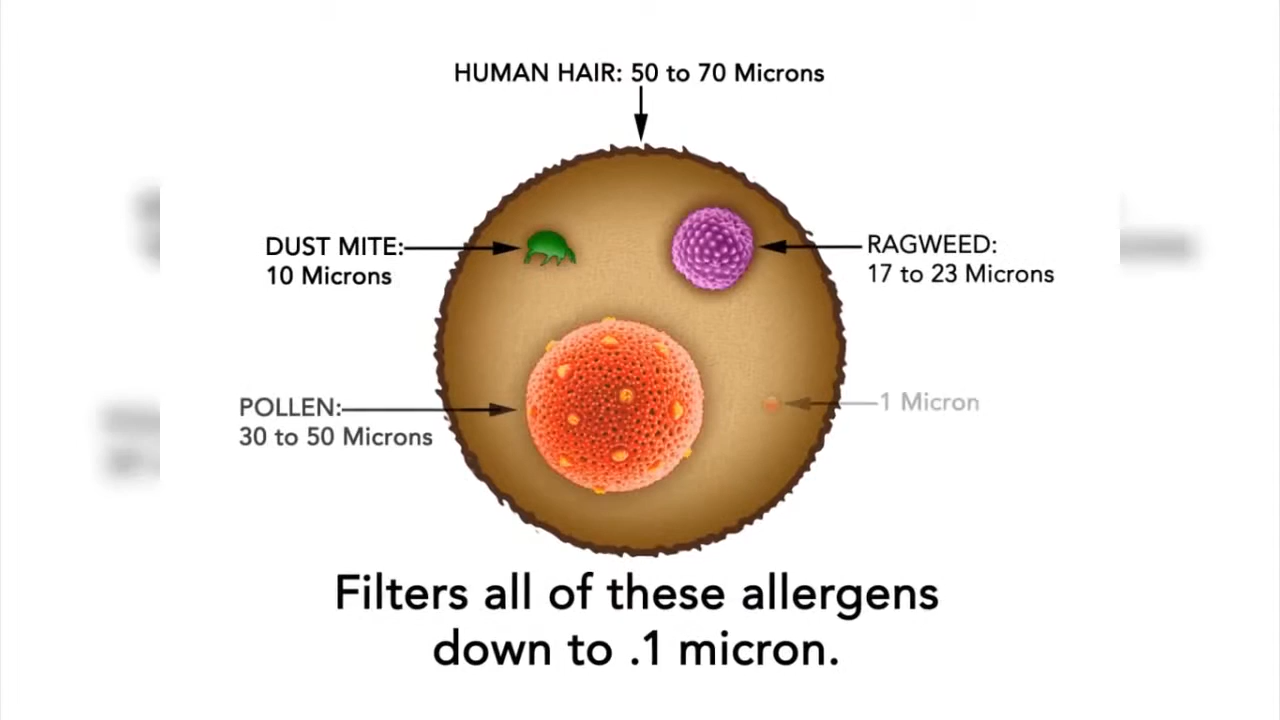 HUMAN HAIR: 50 to 70 Microns
DUST MITE:
10 Microns
RAGWEED:
17 to 23 Microns
POLLEN:
30 to 50 Microns
1 Micron
Filters all of these allergens
down to .1 micron.